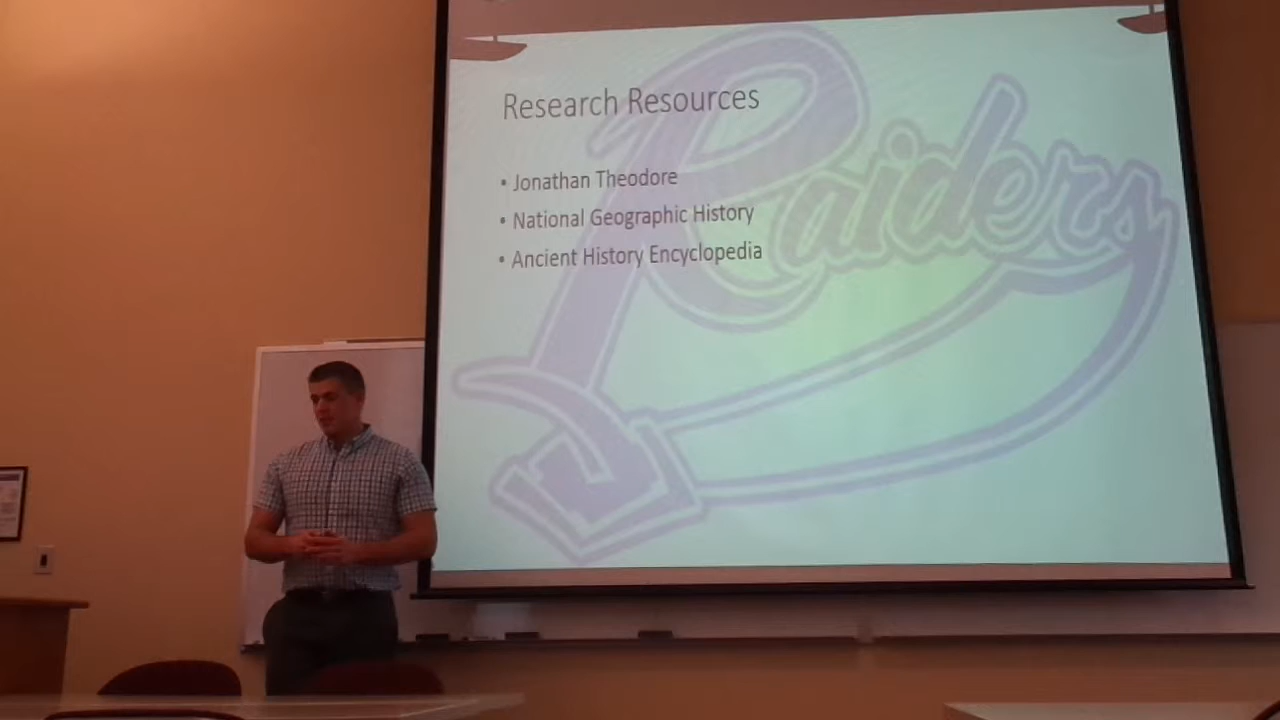 Research Resources
• Jonathan Theodore
• National Geographic History
• Ancient History Encyclopedia
Raiders